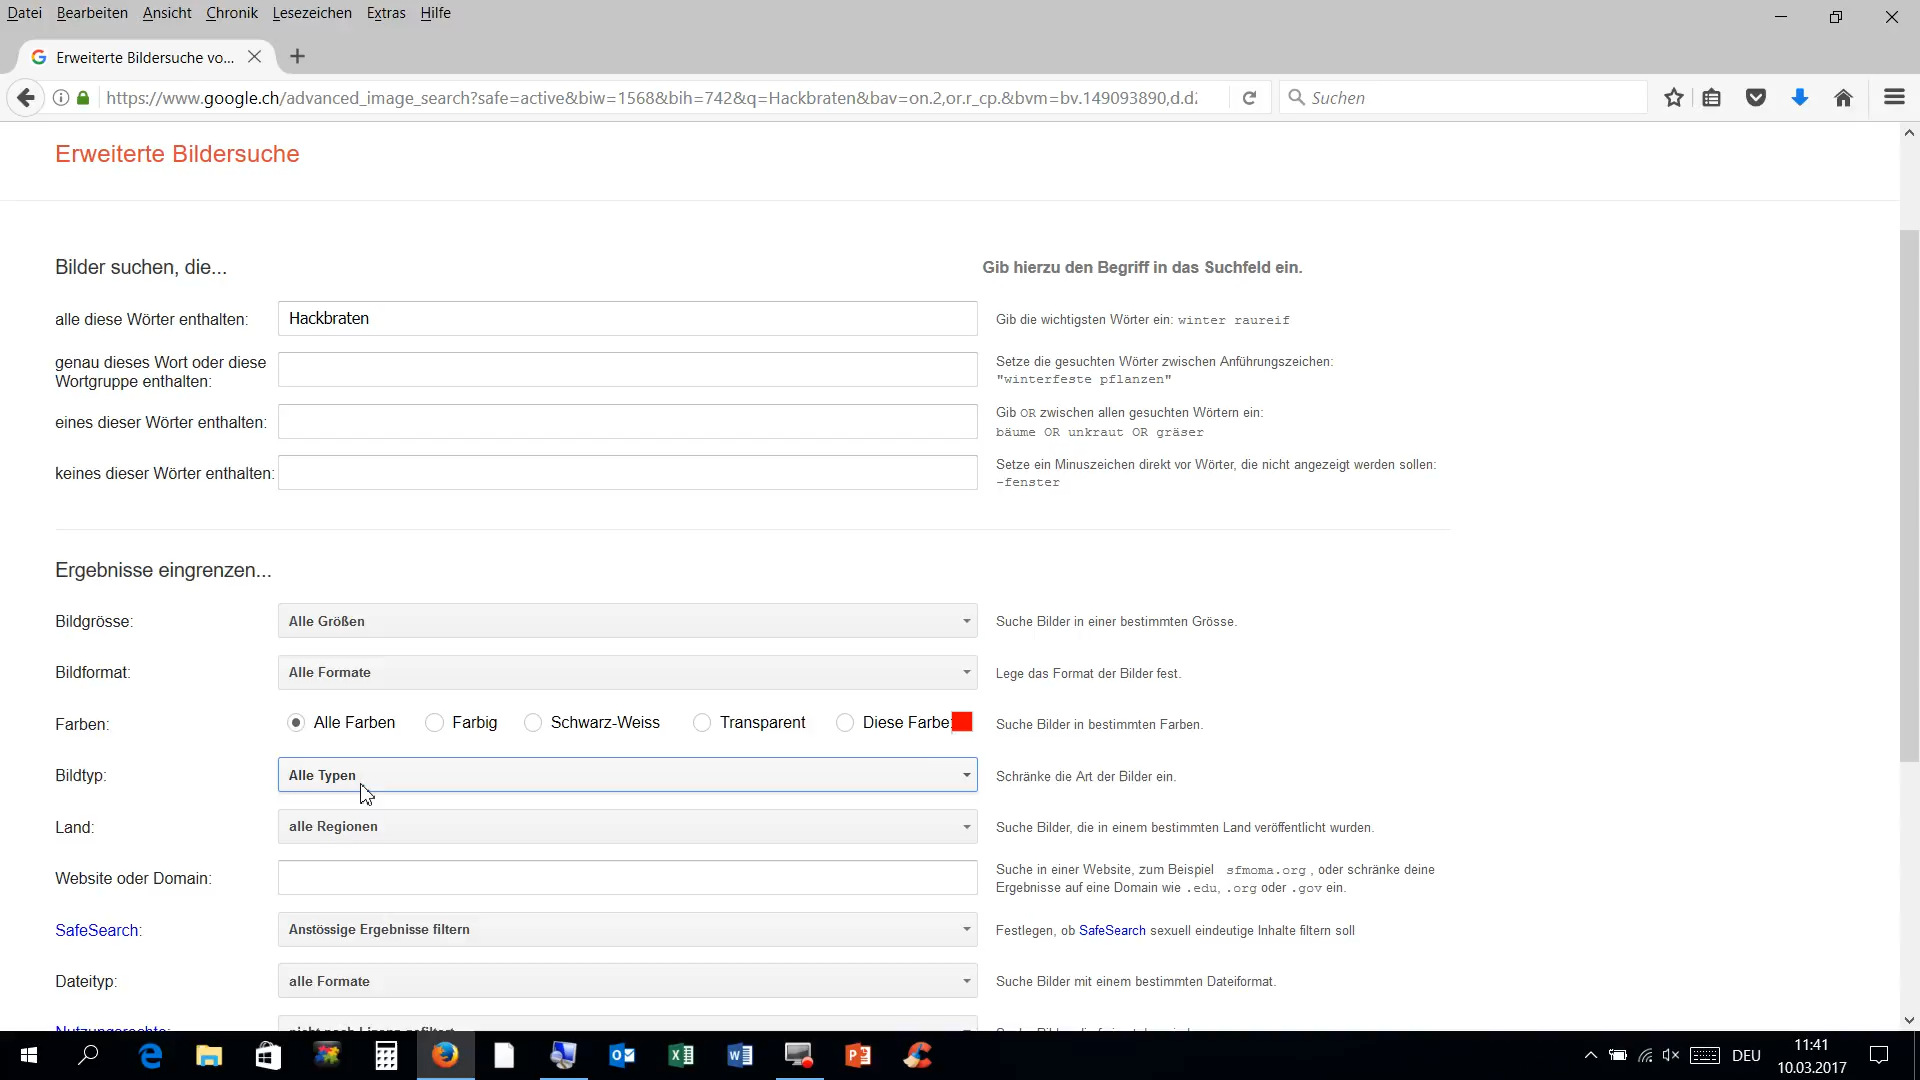 Datei Bearbeiten Ansicht Chronik Lesezeichen Extras Hilfe
Erweiterte Bildersuche vo...
https://www.google.ch/advanced_image_search?safe=active&biw=1568&bih=742&q=Hackbraten&bav=on.2,or.r_cp.&bvm=bv.149093890,d.d2
Suchen
Erweiterte Bildersuche
Bilder suchen, die...
Gib hierzu den Begriff in das Suchfeld ein.
alle diese Wörter enthalten:
Hackbraten
Gib die wichtigsten Wörter ein: winter raureif
genau dieses Wort oder diese
Wortgruppe enthalten:
Setze die gesuchten Wörter zwischen Anführungszeichen:
"winterfeste pflanzen"
eines dieser Wörter enthalten:
Gib OR zwischen allen gesuchten Wörtern ein:
bäume OR unkraut OR gräser
keines dieser Wörter enthalten:
Setze ein Minuszeichen direkt vor Wörter, die nicht angezeigt werden sollen:
-fenster
Ergebnisse eingrenzen...
Bildgrösse:
Alle Größen
Suche Bilder in einer bestimmten Grösse.
Bildformat:
Alle Formate
Lege das Format der Bilder fest.
Farben:
Alle Farben Farbig Schwarz-Weiss Transparent Diese Farbe:
Suche Bilder in bestimmten Farben.
Bildtyp:
Alle Typen
Schränke die Art der Bilder ein.
Land:
alle Regionen
Suche Bilder, die in einem bestimmten Land veröffentlicht wurden.
Website oder Domain:
Suche in einer Website, zum Beispiel sfmoma.org , oder schränke deine
Ergebnisse auf eine Domain wie .edu, .org oder .gov ein.
SafeSearch:
Anstössige Ergebnisse filtern
Festlegen, ob SafeSearch sexuell eindeutige Inhalte filtern soll
Dateityp:
alle Formate
Suche Bilder mit einem bestimmten Dateiformat.
Nutzungsrechte:
nicht nach Lizenz gefiltert
DEU
11:41
10.03.2017